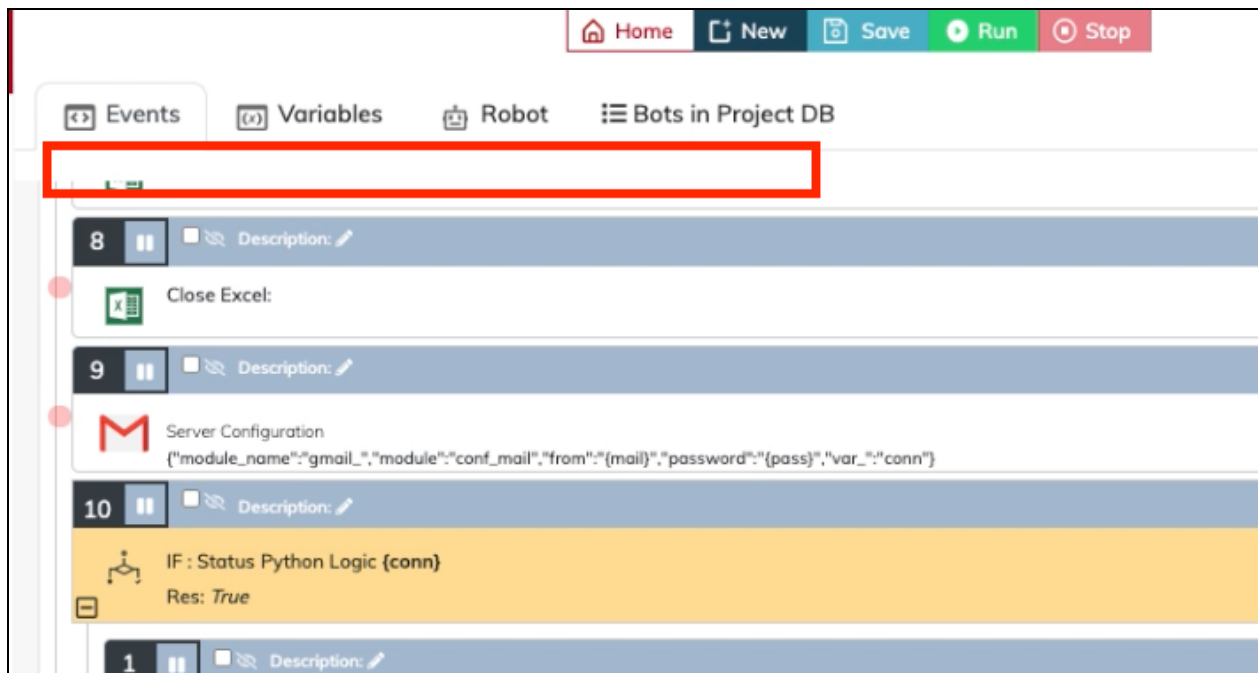 Home New Save Run Stop
Events Variables Robot Bots in Project DB
8 Description:
Close Excel:
9 Description:
Server Configuration
{"module_name":"gmail_","module":"conf_mail","from":"{mail}","password":"{pass}","var_":"conn"}
10 Description:
IF : Status Python Logic {conn}
Res: True
1 Description: